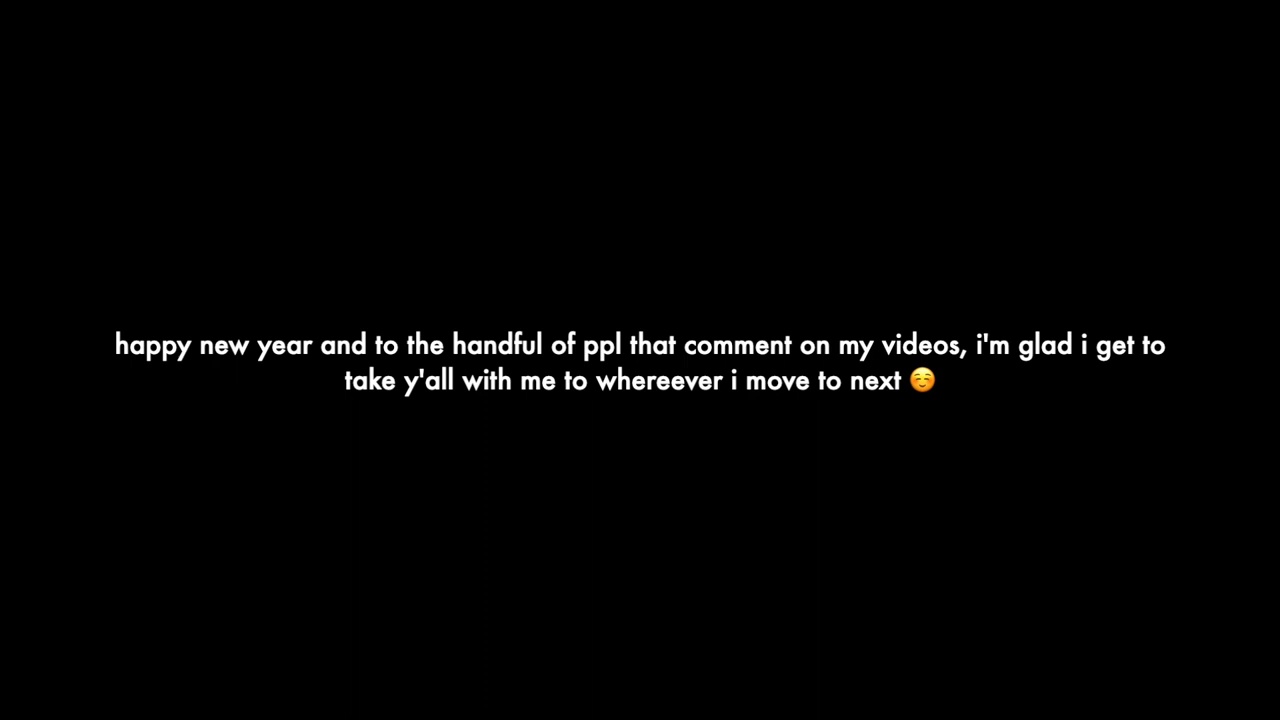 happy new year and to the handful of ppl that comment on my videos, i'm glad i get to
take y'all with me to whereever i move to next ☺️